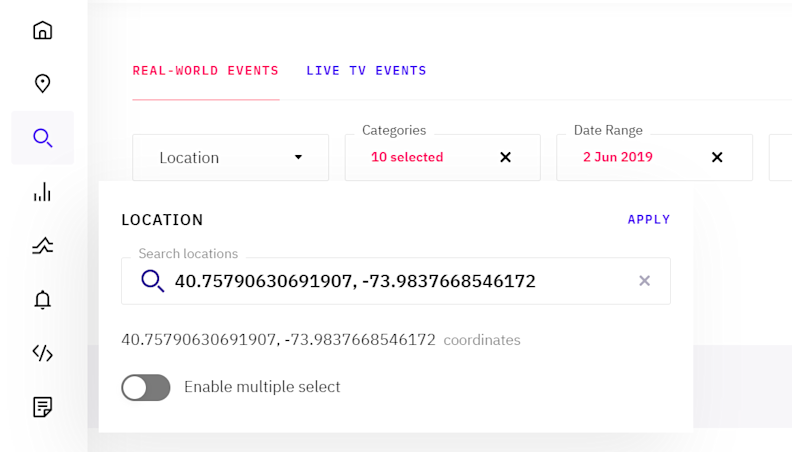 REAL-WORLD EVENTS LIVE TV EVENTS
Categories Date Range
Location 10 selected 2 Jun 2019
LOCATION APPLY
Search locations
40.75790630691907, -73.9837668546172
40.75790630691907, -73.9837668546172 coordinates
Enable multiple select